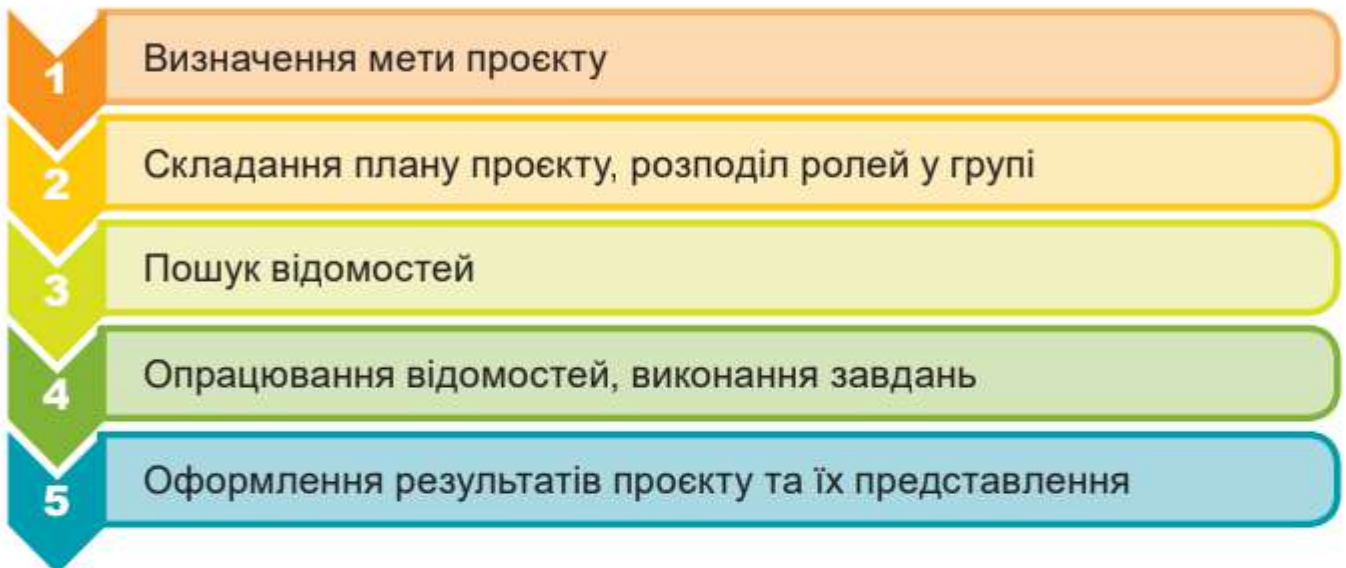 1 Визначення мети проєкту
2 Складання плану проєкту, розподіл ролей у групі
3 Пошук відомостей
4 Опрацювання відомостей, виконання завдань
5 Оформлення результатів проєкту та їх представлення